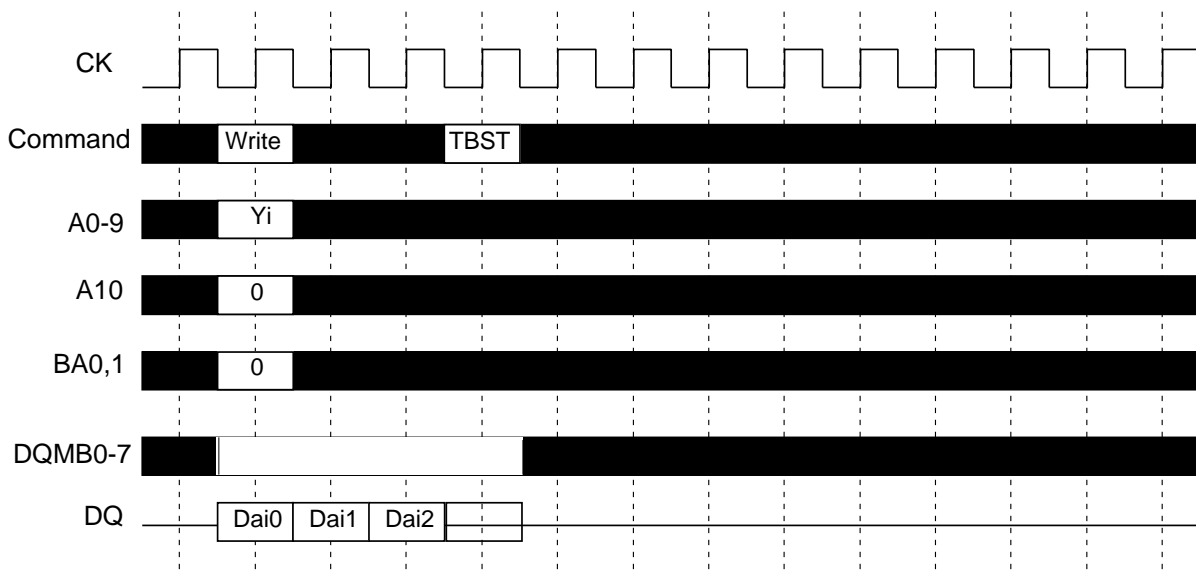 CK
Command Write TBST
A0-9 Yi
A10 0
BA0,1 0
DQMB0-7
DQ Dai0 Dai1 Dai2